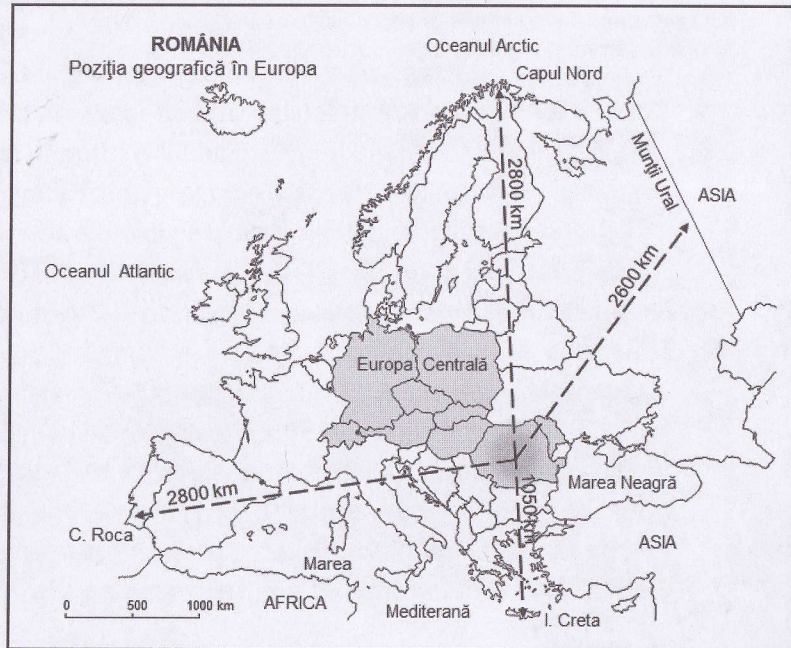 ROMÂNIA
Poziţia geografică în Europa
Oceanul Arctic
Capul Nord
Munţii Ural
ASIA
2800 km
2600 km
Oceanul Atlantic
Europa Centrală
2800 km
1050 km
Marea Neagră
C. Roca
Marea
Mediterană
ASIA
AFRICA
I. Creta
0 500 1000 km